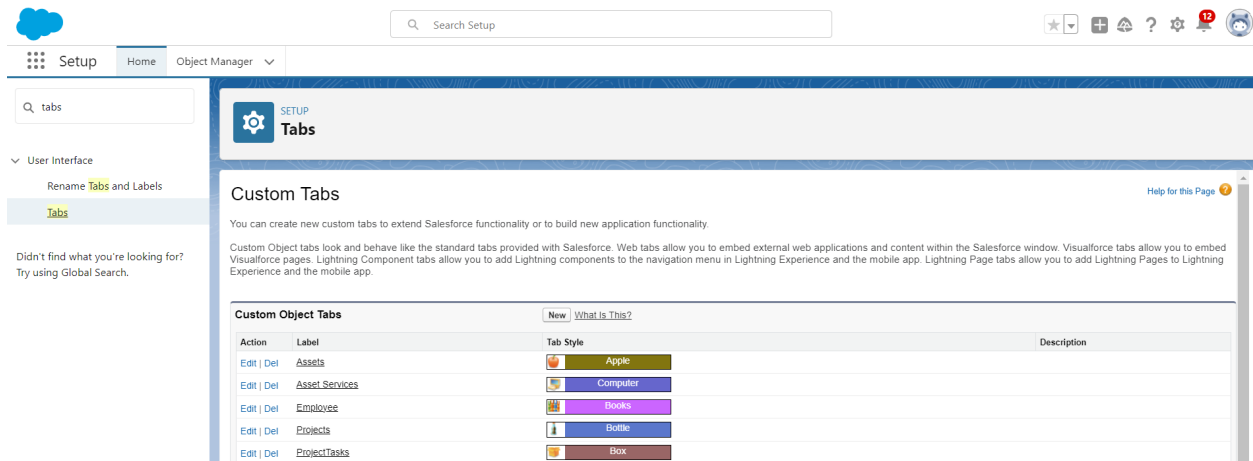 Search Setup
12
Setup
Home
Object Manager
tabs
User Interface
Rename Tabs and Labels
Tabs
Didn't find what you're looking for?
Try using Global Search.
SETUP
Tabs
Custom Tabs
Help for this Page ?
You can create new custom tabs to extend Salesforce functionality or to build new application functionality.
Custom Object tabs look and behave like the standard tabs provided with Salesforce. Web tabs allow you to embed external web applications and content within the Salesforce window. Visualforce tabs allow you to embed
Visualforce pages. Lightning Component tabs allow you to add Lightning components to the navigation menu in Lightning Experience and the mobile app. Lightning Page tabs allow you to add Lightning Pages to Lightning
Experience and the mobile app.
Custom Object Tabs New What Is This?
Action Label Tab Style Description
Edit | Del Assets Apple
Edit | Del Asset Services Computer
Edit | Del Employee Books
Edit | Del Projects Bottle
Edit | Del ProjectTasks Box